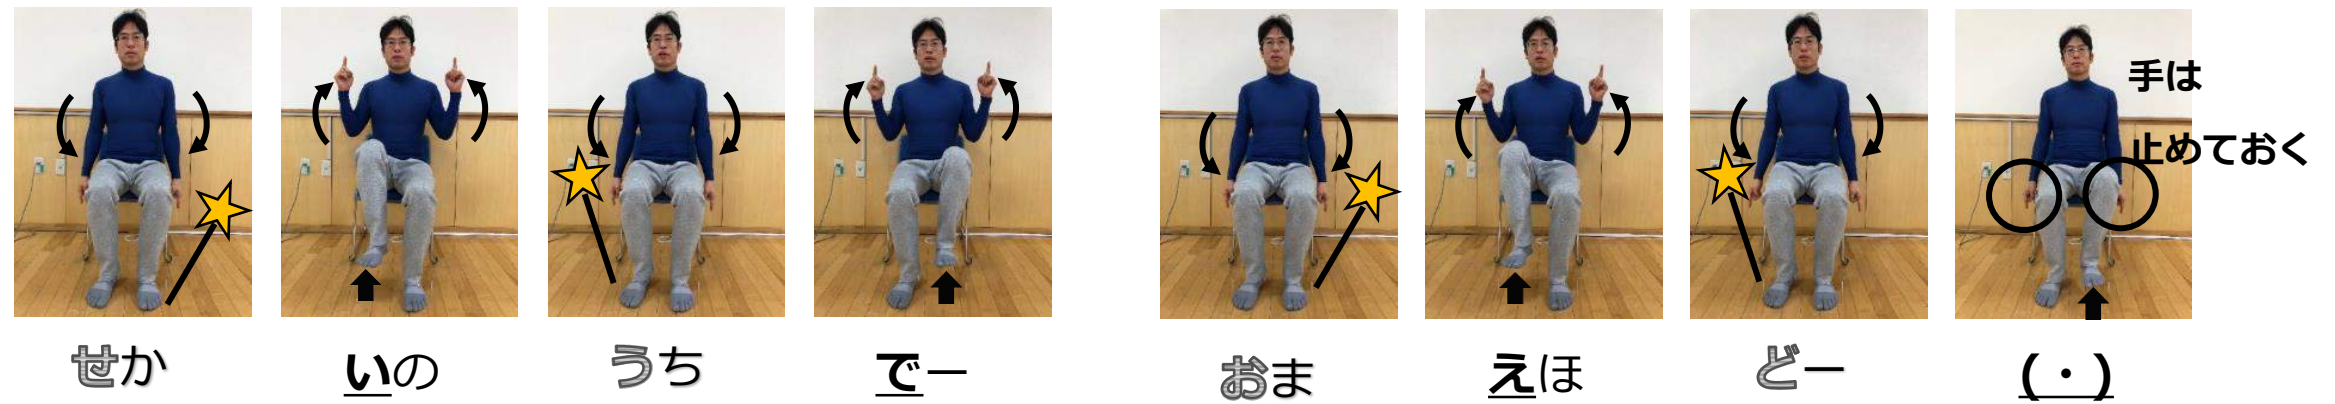 手は
止めておく
せか いの うち でー おま えほ どー (・)